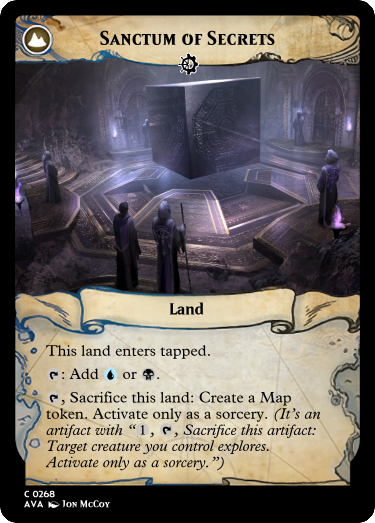 Sanctum of Secrets
Land
This land enters tapped.
: Add or .
, Sacrifice this land: Create a Map
token. Activate only as a sorcery. (It's an
artifact with “1, , Sacrifice this artifact:
Target creature you control explores.
Activate only as a sorcery.”)
C 0268
AVA Jon McCoy